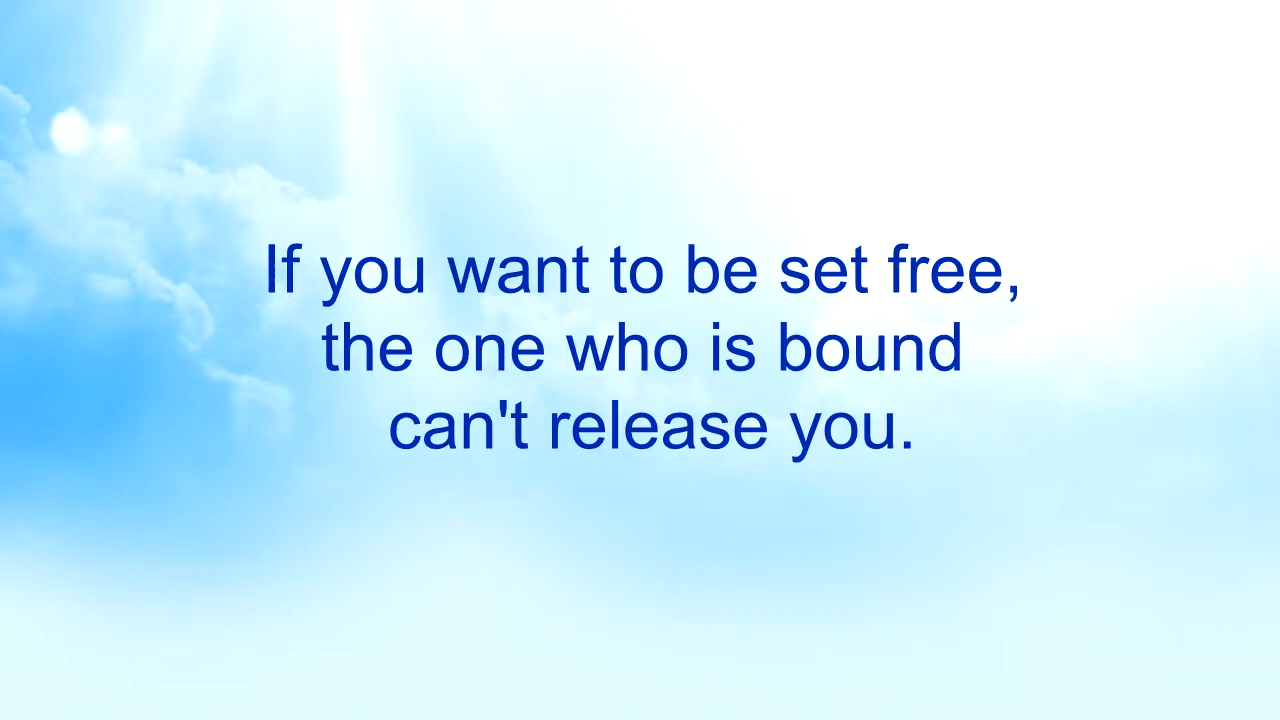 If you want to be set free,
the one who is bound
can't release you.